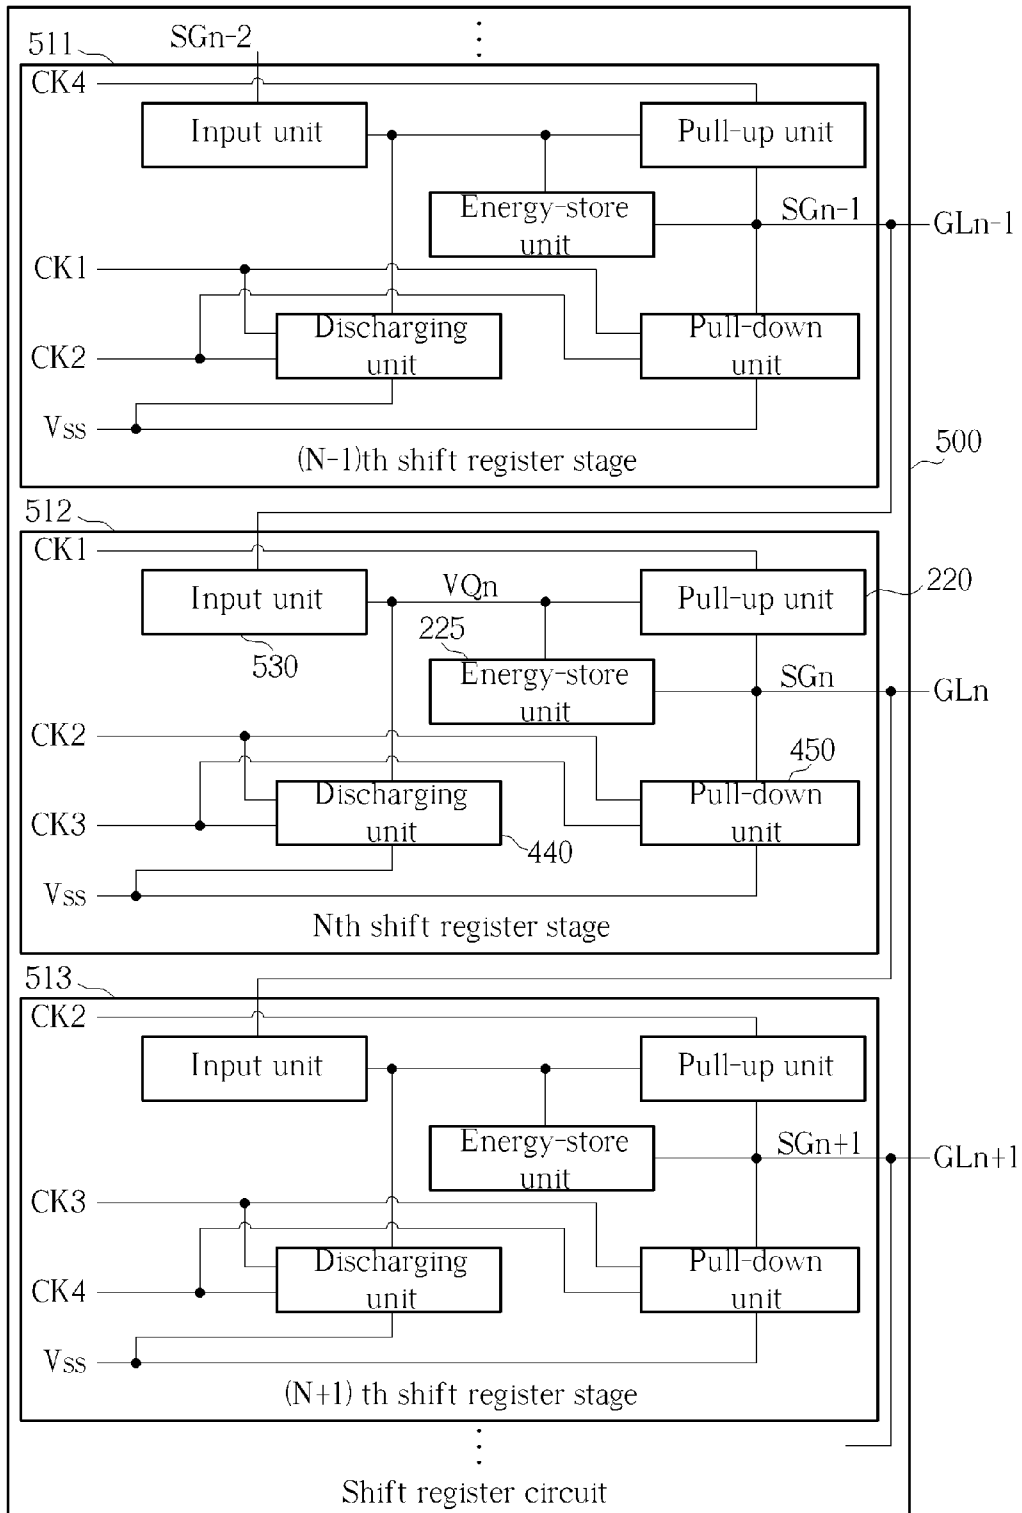 SGn-2
511
CK4
Input unit
Pull-up unit
Energy-store
unit
SGn-1
GLn-1
CK1
Discharging
unit
Pull-down
unit
CK2
Vss
(N-1)th shift register stage
500
512
CK1
Input unit
VQn
Pull-up unit
220
530
225
Energy-store
unit
SGn
GLn
CK2
450
Discharging
unit
Pull-down
unit
CK3
440
Vss
Nth shift register stage
513
CK2
Input unit
Pull-up unit
Energy-store
unit
SGn+1
GLn+1
CK3
Discharging
unit
Pull-down
unit
CK4
Vss
(N+1) th shift register stage
Shift register circuit